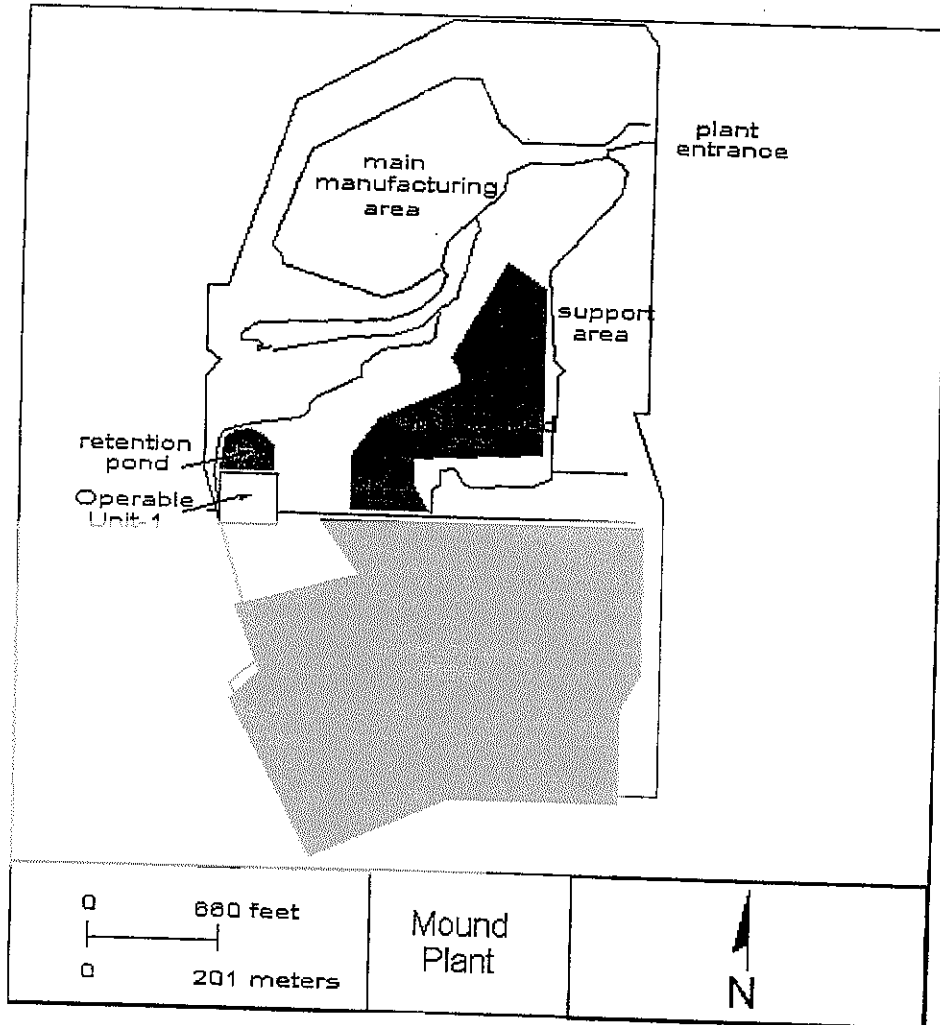 plant
entrance
main
manufacturing
area
support
area
retention
pond
Operable
Unit-1
0
660 feet
0
201 meters
Mound
Plant
N